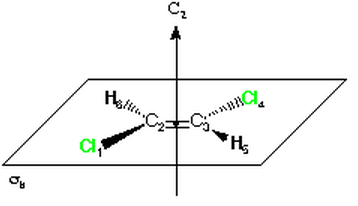 C₂
H₆ Cl₄
C₂=C₃
Cl₁ H₅
σₕ